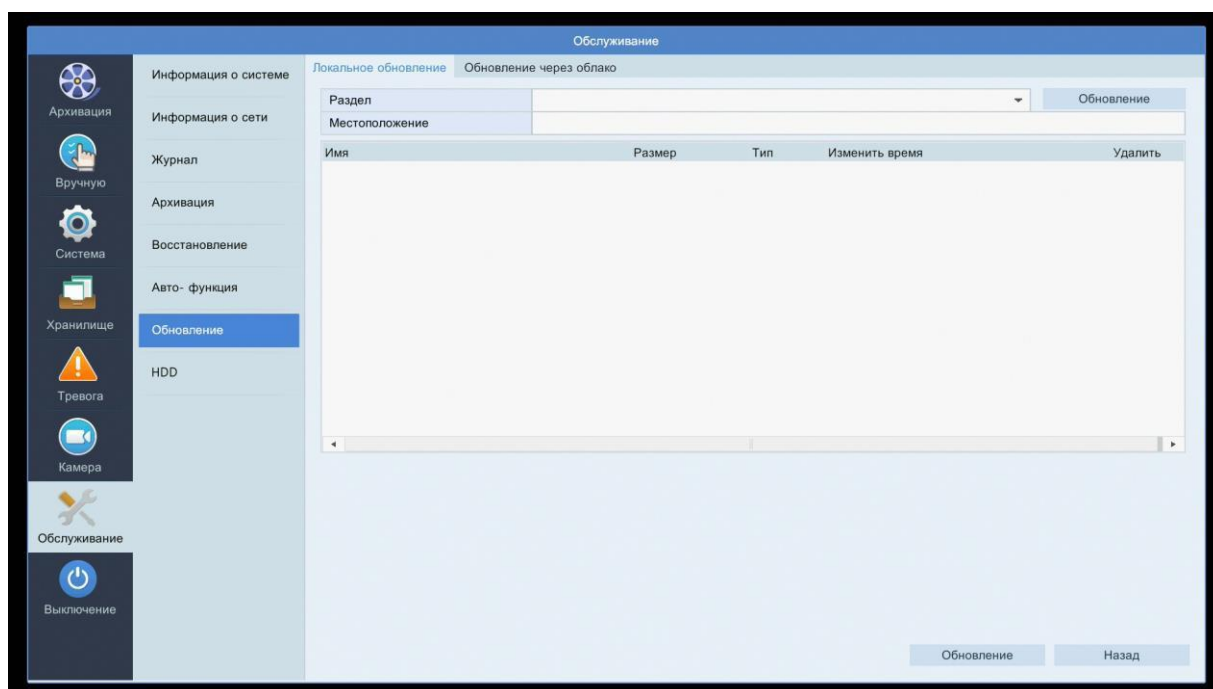 Обслуживание
Архивация
Вручную
Система
Хранилище
Тревога
Камера
Обслуживание
Выключение
Информация о системе
Информация о сети
Журнал
Архивация
Восстановление
Авто- функция
Обновление
HDD
Локальное обновление Обновление через облако
Раздел Обновление
Местоположение
Имя Размер Тип Изменить время Удалить
Обновление Назад